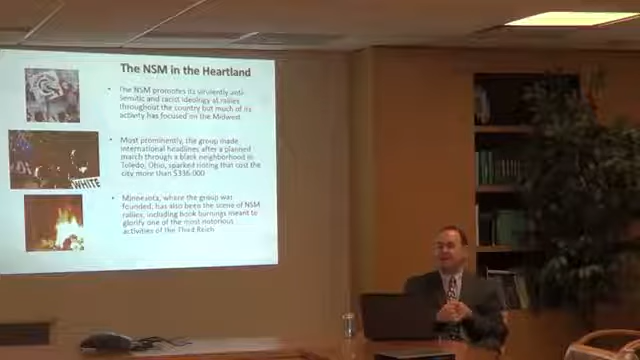 The NSM in the Heartland
• The NSM promotes its virulently anti-
Semitic and racist ideology at rallies
throughout the country but much of its
activity has focused on the Midwest
• Most prominently, the group made
international headlines after a planned
march through a black neighborhood in
Toledo, Ohio, sparked rioting that cost the
city more than $336,000
WHITE
• Minnesota, where the group was
founded, has also been the scene of NSM
rallies, including book burnings meant to
glorify one of the most notorious
activities of the Third Reich